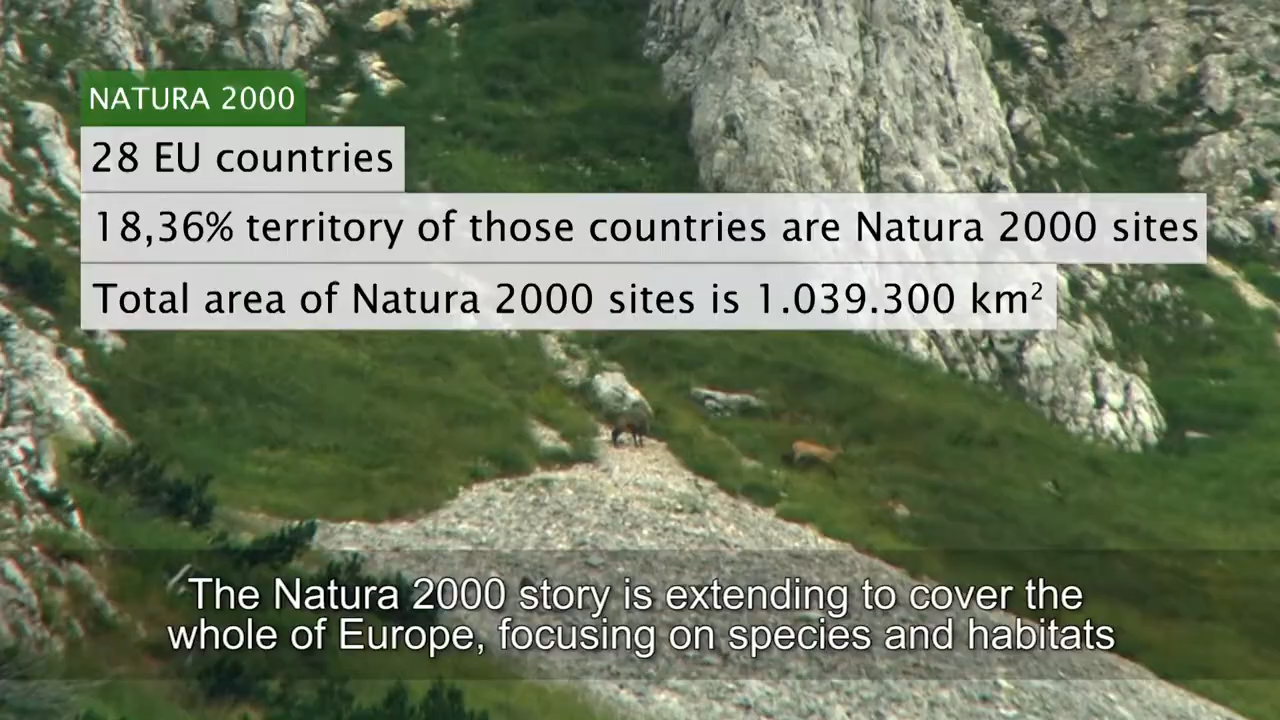 NATURA 2000
28 EU countries
18,36% territory of those countries are Natura 2000 sites
Total area of Natura 2000 sites is 1.039.300 km²
The Natura 2000 story is extending to cover the
whole of Europe, focusing on species and habitats